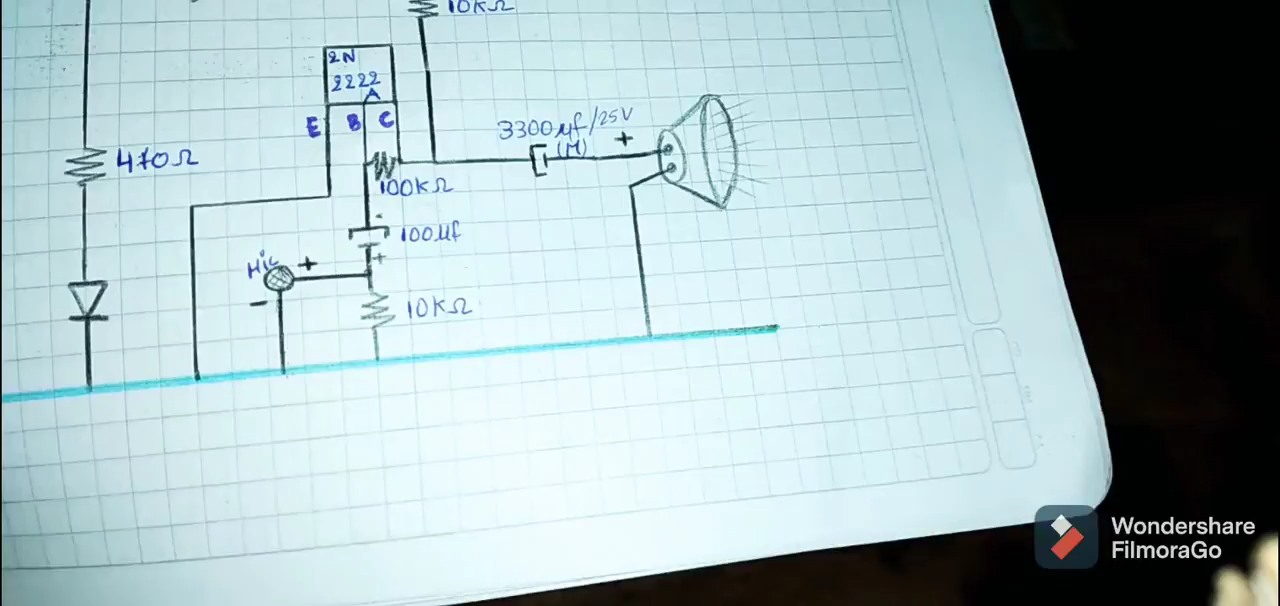 10KΩ
2N
2222
A
E B C
3300µf/25V
(M) +
470Ω
100KΩ
-
100µf
Mic +
+
-
10KΩ
Wondershare
FilmoraGo